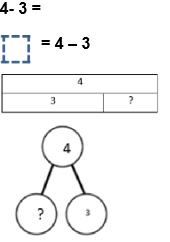 4- 3 =
= 4 – 3
4
3 ?
4
? 3